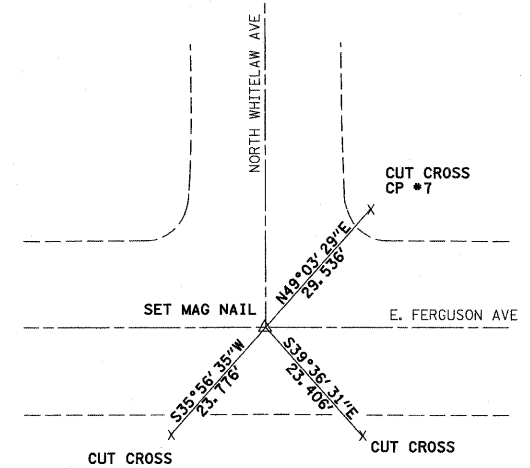 NORTH WHITELAW AVE
CUT CROSS
CP #7
N49°03'29"E
29.536'
SET MAG NAIL
E. FERGUSON AVE
S35°56'35"W
23.776'
S39°36'31"E
23.406'
CUT CROSS
CUT CROSS